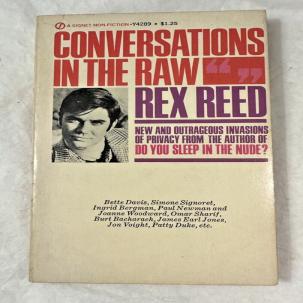 A SIGNET NON-FICTION • Y4289 • $1.25
CONVERSATIONS
IN THE RAW
REX REED
NEW AND OUTRAGEOUS INVASIONS
OF PRIVACY FROM THE AUTHOR OF
DO YOU SLEEP IN THE NUDE?
Bette Davis, Simone Signoret,
Ingrid Bergman, Paul Newman and
Joanne Woodward, Omar Sharif,
Burt Bacharach, James Earl Jones,
Jon Voight, Patty Duke, etc.